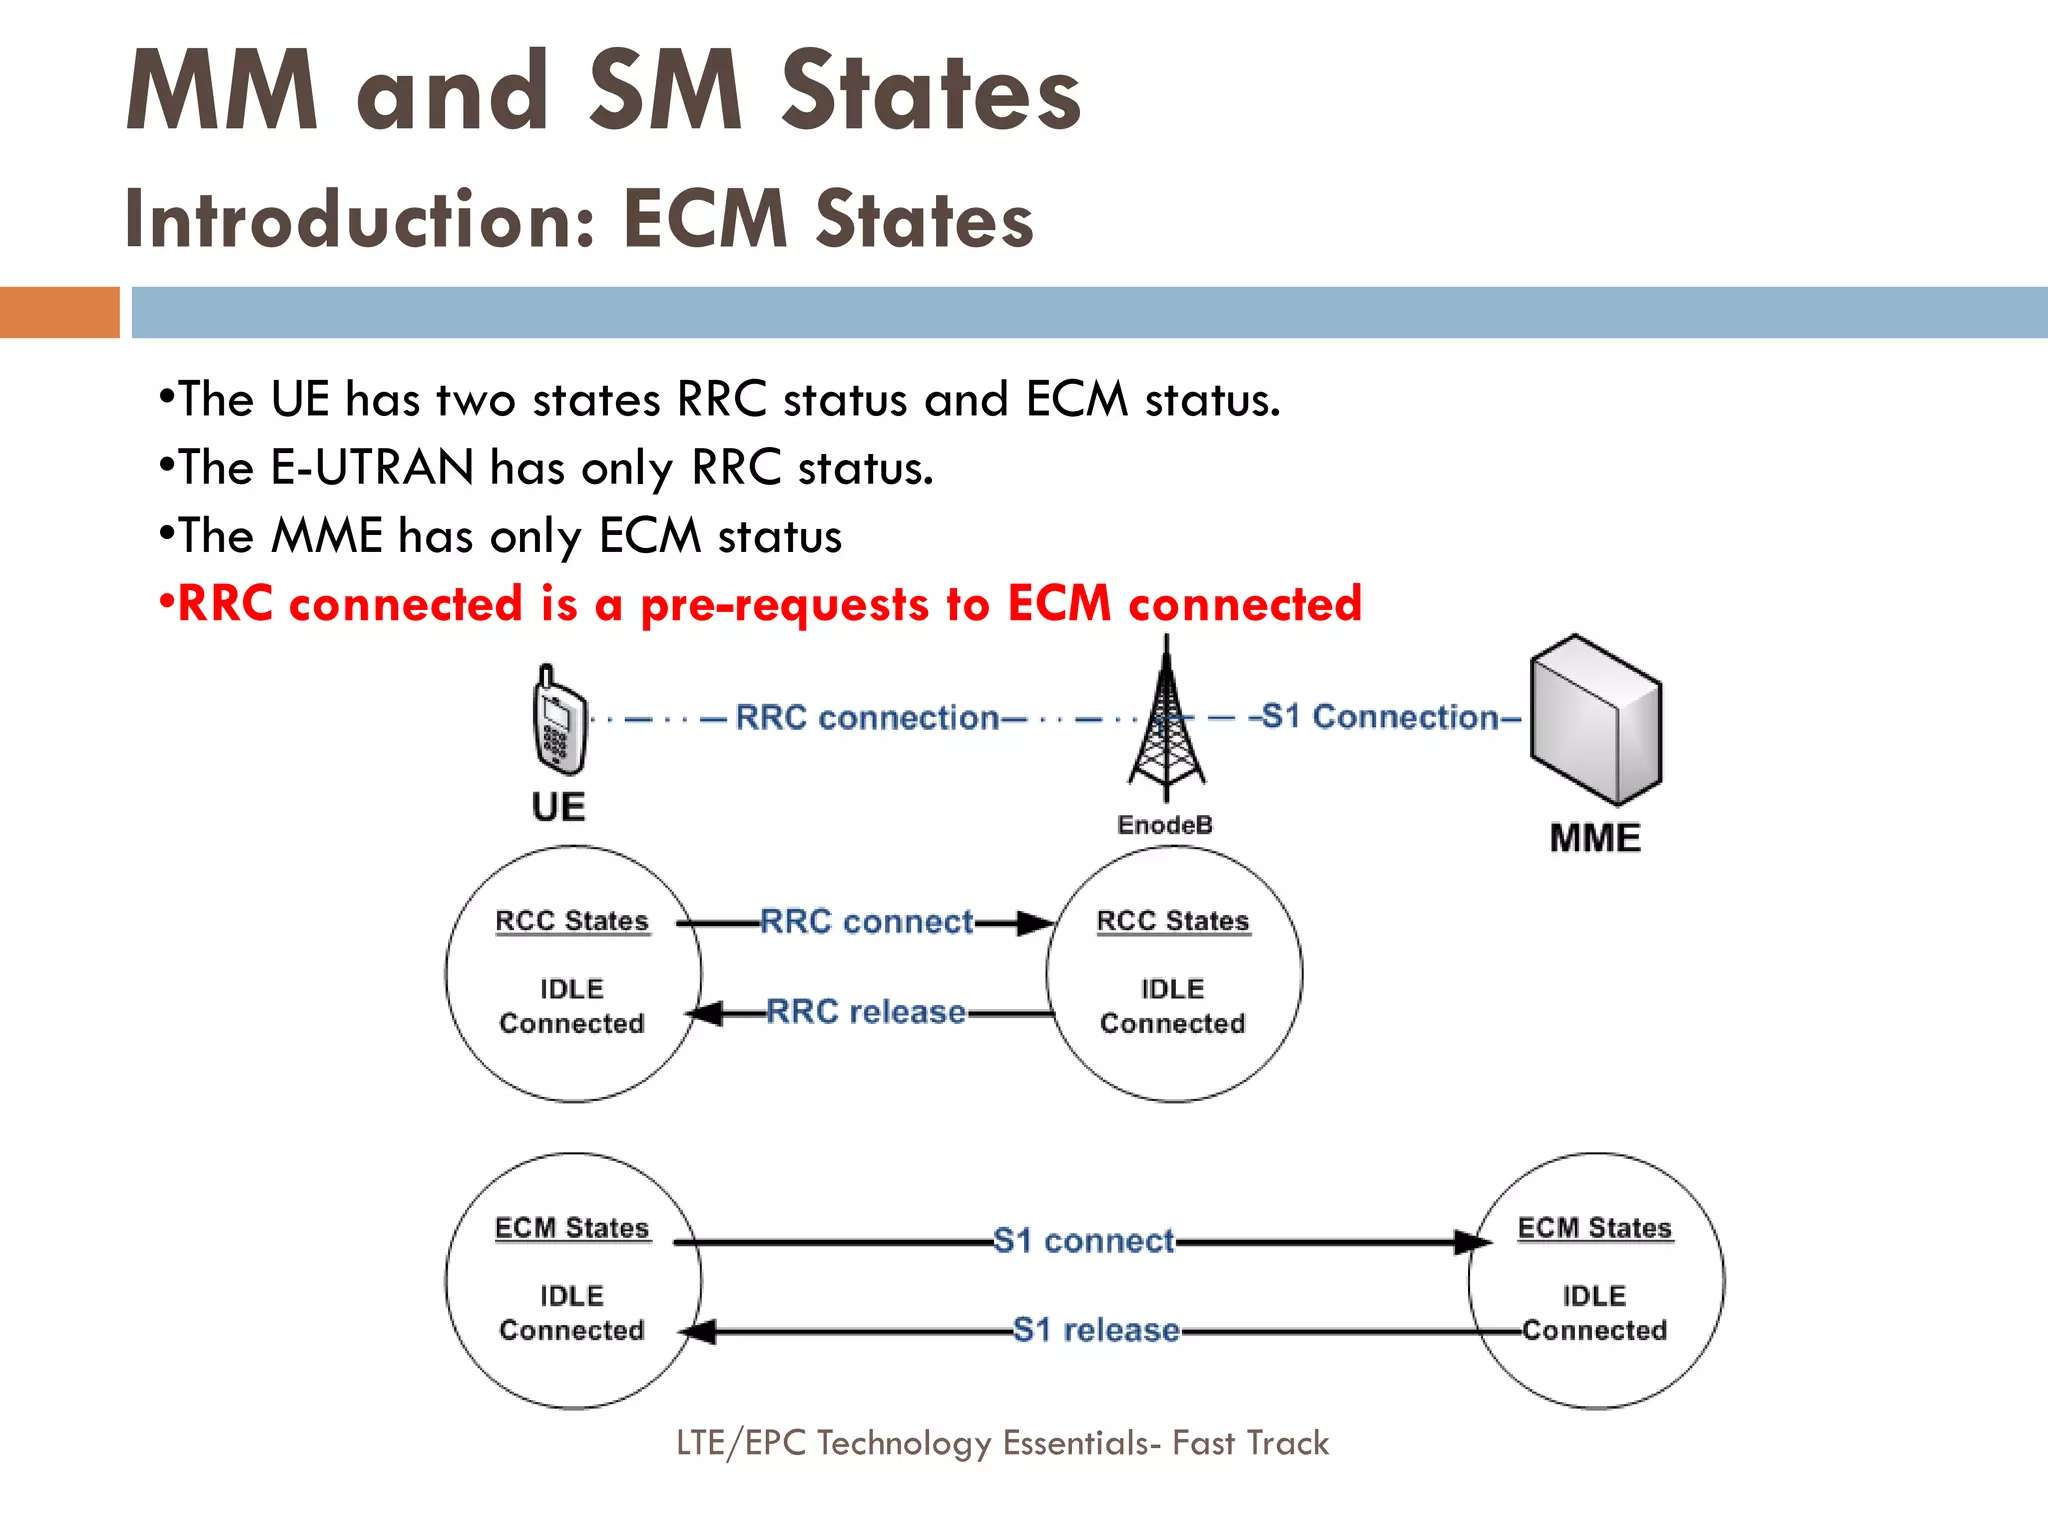 MM and SM States
Introduction: ECM States
•The UE has two states RRC status and ECM status.
•The E-UTRAN has only RRC status.
•The MME has only ECM status
•RRC connected is a pre-requests to ECM connected
RRC connection
S1 Connection
UE
EnodeB
MME
RCC States
RRC connect
RCC States
IDLE
IDLE
Connected
RRC release
Connected
ECM States
S1 connect
ECM States
IDLE
IDLE
Connected
S1 release
Connected
LTE/EPC Technology Essentials- Fast Track